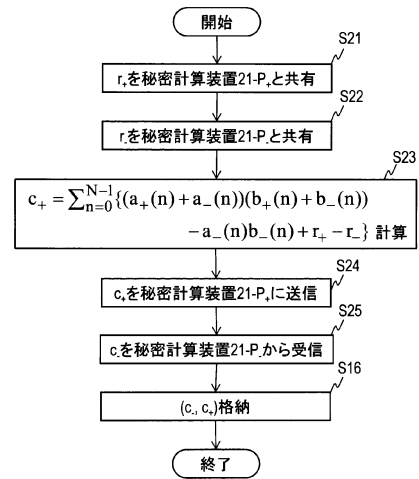 開始
S21
r₊を秘密計算装置21-P₊と共有
S22
r₋を秘密計算装置21-P₋と共有
S23
c₊ = ∑ₙ₌₀ᴺ⁻¹{(a₊(n)+a₋(n))(b₊(n)+b₋(n))
−a₋(n)b₋(n)+r₊−r₋} 計算
S24
c₊を秘密計算装置21-P₊に送信
S25
c₋を秘密計算装置21-P₋から受信
S16
(c₋, c₊)格納
終了